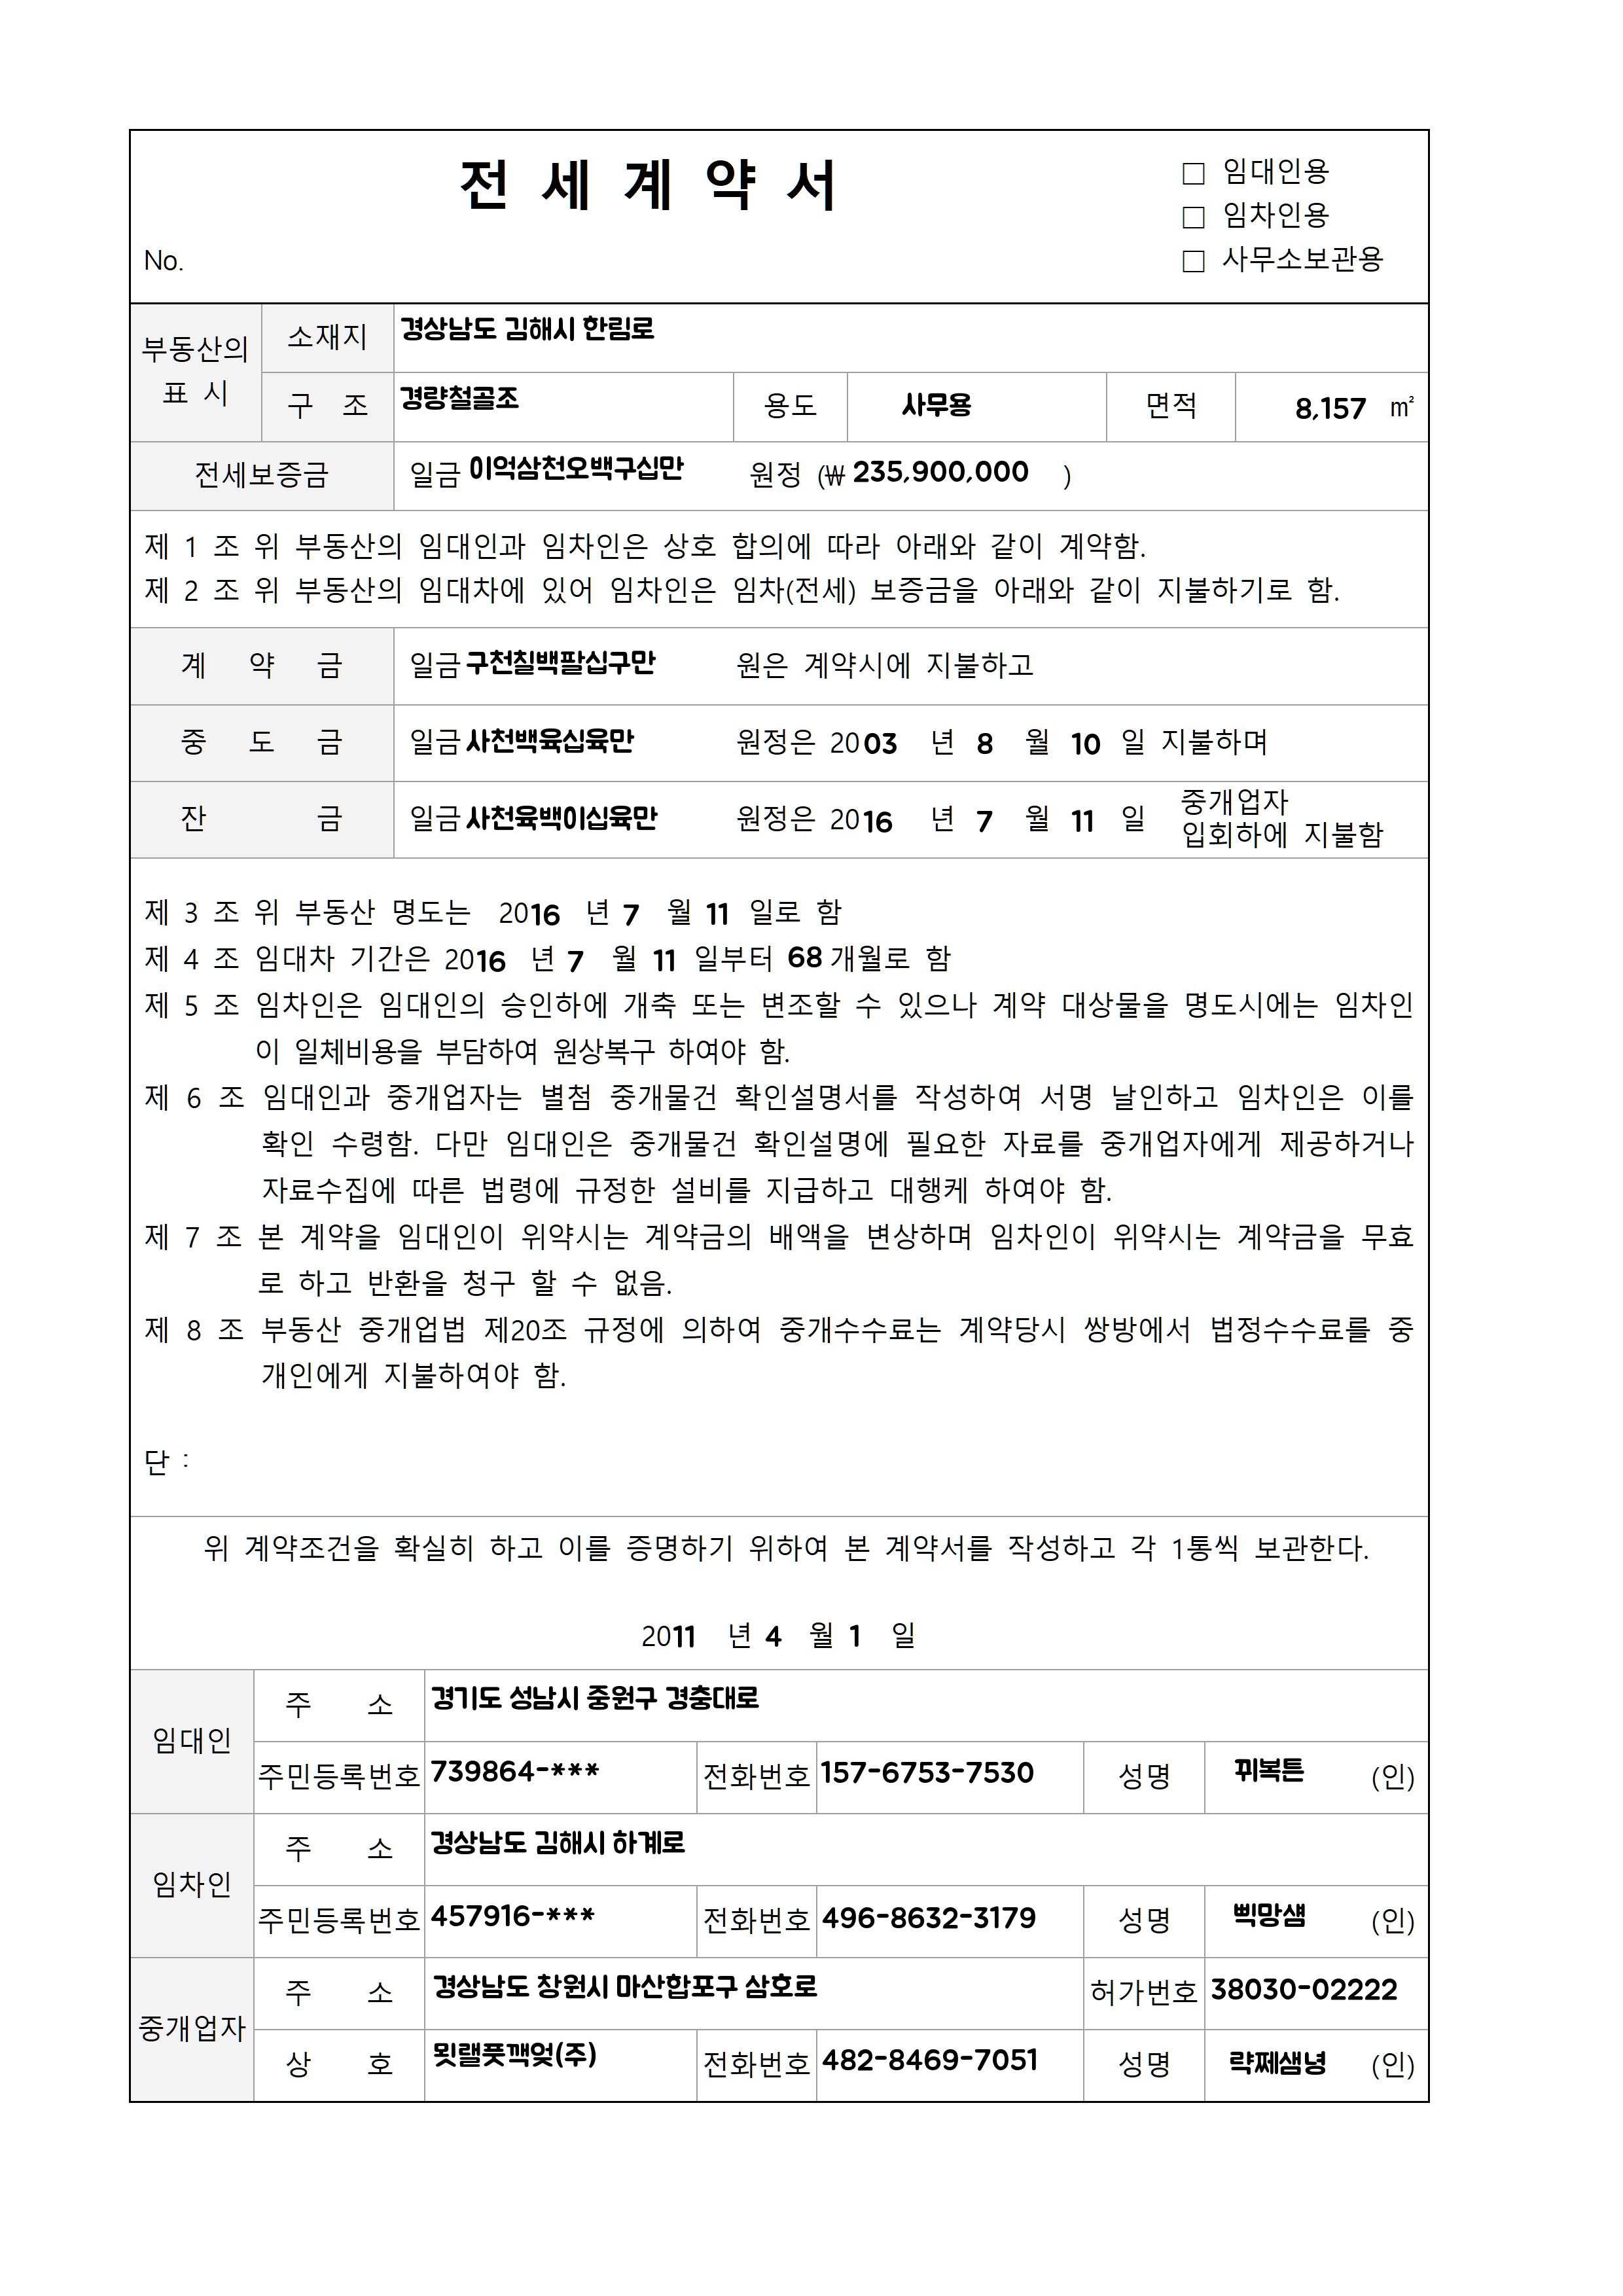 전 세 계 약 서
□ 임대인용
□ 임차인용
□ 사무소보관용
No.
부동산의 표 시
소재지 경상남도 김해시 한림로
구 조 경량철골조 용도 사무용 면적 8,157 ㎡
전세보증금 일금 이억삼천오백구십만 원정 (₩ 235,900,000 )
제 1 조 위 부동산의 임대인과 임차인은 상호 합의에 따라 아래와 같이 계약함.
제 2 조 위 부동산의 임대차에 있어 임차인은 임차(전세) 보증금을 아래와 같이 지불하기로 함.
계 약 금 일금 구천칠백팔십구만 원은 계약시에 지불하고
중 도 금 일금 사천백육십육만 원정은 2003 년 8 월 10 일 지불하며
잔 금 일금 사천육백이십육만 원정은 2016 년 7 월 11 일 중개업자
입회하에 지불함
제 3 조 위 부동산 명도는 2016 년 7 월 11 일로 함
제 4 조 임대차 기간은 2016 년 7 월 11 일부터 68 개월로 함
제 5 조 임차인은 임대인의 승인하에 개축 또는 변조할 수 있으나 계약 대상물을 명도시에는 임차인
이 일체비용을 부담하여 원상복구 하여야 함.
제 6 조 임대인과 중개업자는 별첨 중개물건 확인설명서를 작성하여 서명 날인하고 임차인은 이를
확인 수령함. 다만 임대인은 중개물건 확인설명에 필요한 자료를 중개업자에게 제공하거나
자료수집에 따른 법령에 규정한 설비를 지급하고 대행케 하여야 함.
제 7 조 본 계약을 임대인이 위약시는 계약금의 배액을 변상하며 임차인이 위약시는 계약금을 무효
로 하고 반환을 청구 할 수 없음.
제 8 조 부동산 중개업법 제20조 규정에 의하여 중개수수료는 계약당시 쌍방에서 법정수수료를 중
개인에게 지불하여야 함.
단 :
위 계약조건을 확실히 하고 이를 증명하기 위하여 본 계약서를 작성하고 각 1통씩 보관한다.
2011 년 4 월 1 일
임대인
주 소 경기도 성남시 중원구 경충대로
주민등록번호 739864-*** 전화번호 157-6753-7530 성명 뀌복튼 (인)
임차인
주 소 경상남도 김해시 하계로
주민등록번호 457916-*** 전화번호 496-8632-3179 성명 삑망섐 (인)
중개업자
주 소 경상남도 창원시 마산합포구 삼호로 허가번호 38030-02222
상 호 묏랠풋깩엊(주) 전화번호 482-8469-7051 성명 략쩨샘녕 (인)